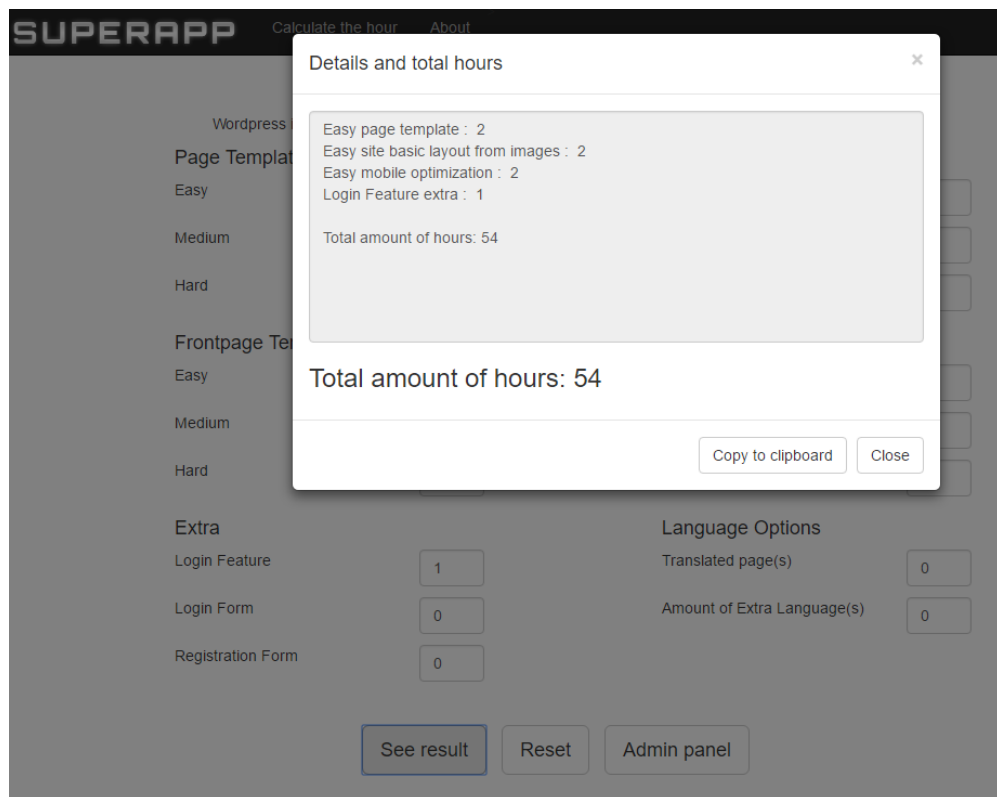 SUPERAPP
Calculate the hour
About
Details and total hours
×
Easy page template : 2
Easy site basic layout from images : 2
Easy mobile optimization : 2
Login Feature extra : 1
Total amount of hours: 54
Total amount of hours: 54
Copy to clipboard
Close
Wordpress
Page
Easy
Medium
Hard
Frontpage
Easy
Medium
Hard
Extra
Login Feature 1
Login Form 0
Registration Form 0
Language Options
Translated page(s) 0
Amount of Extra Language(s) 0
See result
Reset
Admin panel